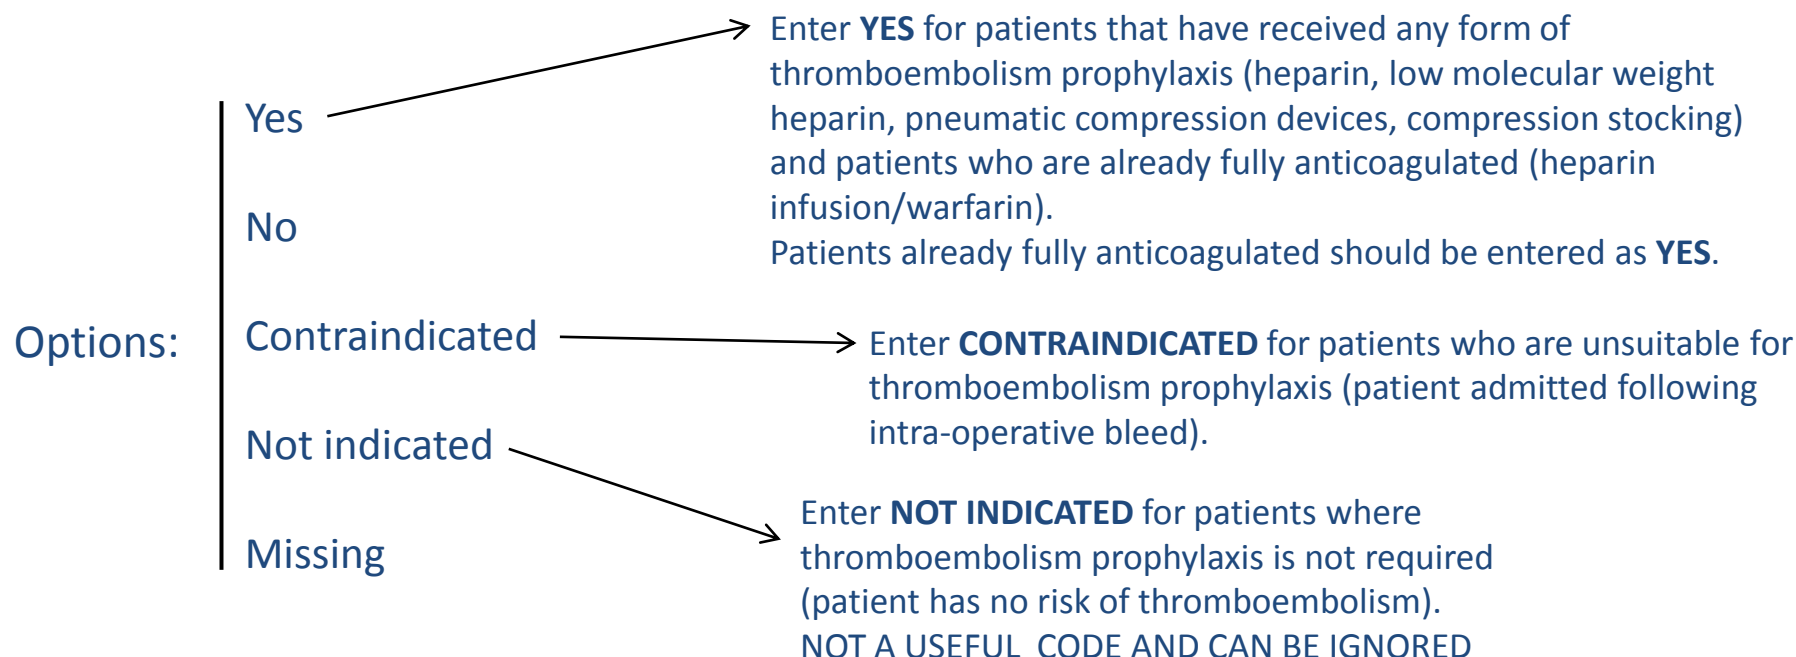 Options:
Yes
No
Contraindicated
Not indicated
Missing
Enter YES for patients that have received any form of
thromboembolism prophylaxis (heparin, low molecular weight
heparin, pneumatic compression devices, compression stocking)
and patients who are already fully anticoagulated (heparin
infusion/warfarin).
Patients already fully anticoagulated should be entered as YES.
Enter CONTRAINDICATED for patients who are unsuitable for
thromboembolism prophylaxis (patient admitted following
intra-operative bleed).
Enter NOT INDICATED for patients where
thromboembolism prophylaxis is not required
(patient has no risk of thromboembolism).
NOT A USEFUL CODE AND CAN BE IGNORED